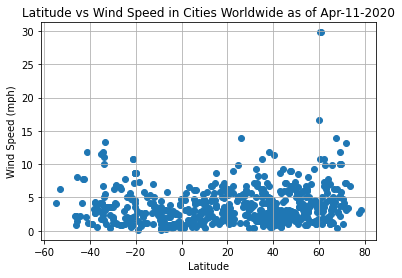 Latitude vs Wind Speed in Cities Worldwide as of Apr-11-2020
30
25
20
15
10
5
0
Wind Speed (mph)
−60 −40 −20 0 20 40 60 80
Latitude